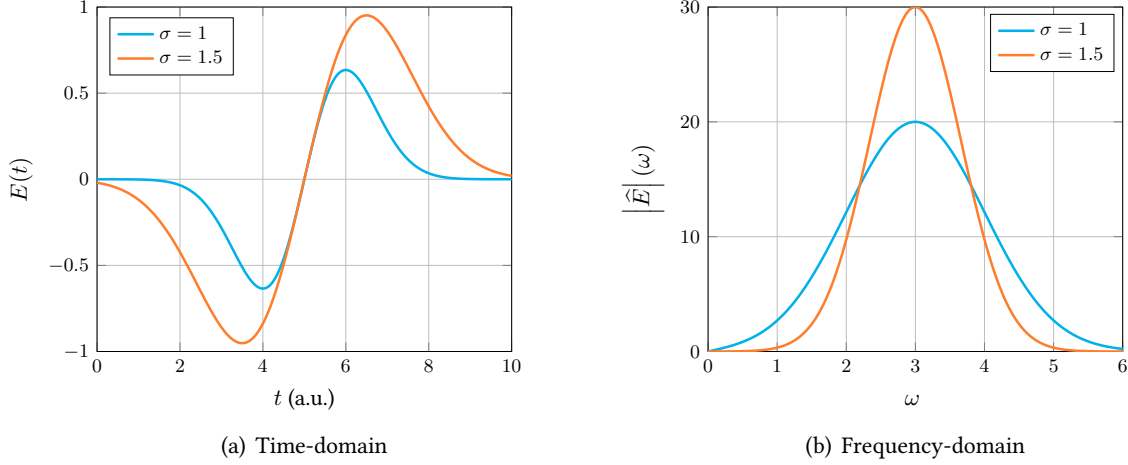 1
0.5
0
−0.5
−1
E(t)
σ = 1
σ = 1.5
0 2 4 6 8 10
t (a.u.)
(a) Time-domain
30
20
10
0
|Ê| (ω)
σ = 1
σ = 1.5
0 1 2 3 4 5 6
ω
(b) Frequency-domain